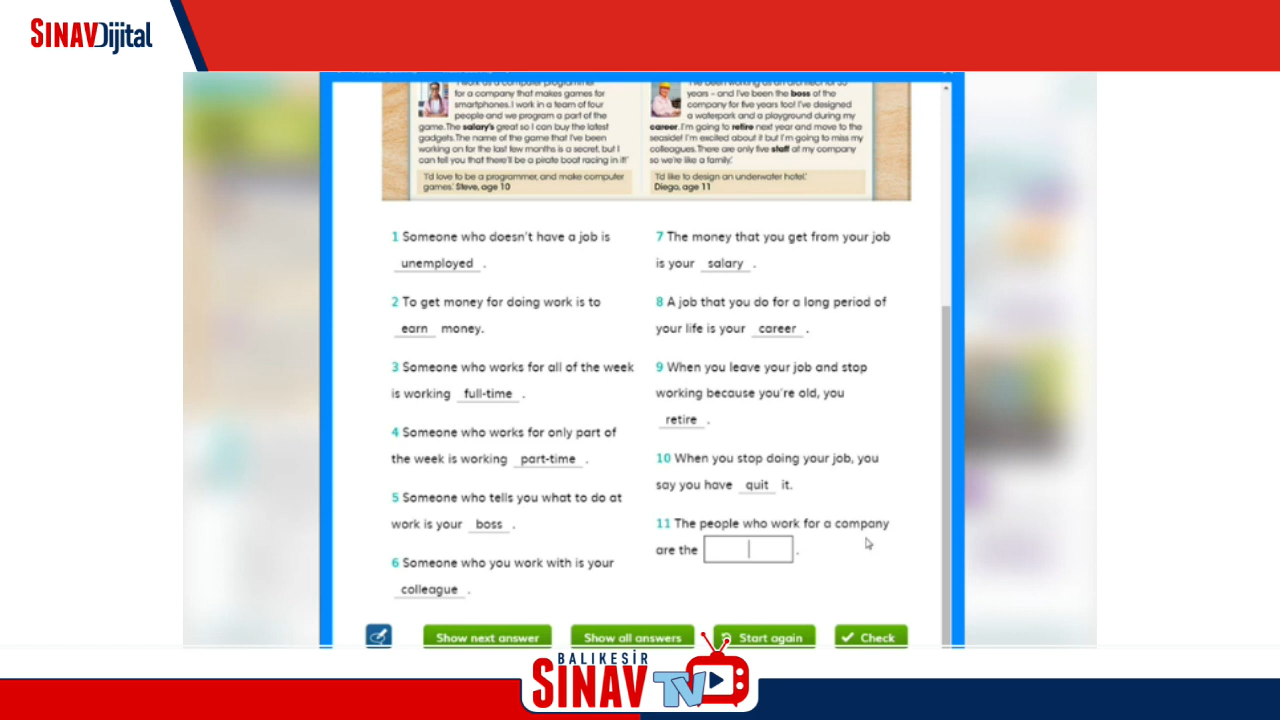 SINAVDijital
for a company that makes games for
smartphones. I work in a team of four
people and we program a part of the
game. The salary's great so I can buy the latest
gadgets. The name of the game that I've been
working on for the last few months is a secret, but I
can tell you that there'll be a pirate boat racing in it!'
'I'd love to be a programmer, and make computer
games.' Steve, age 10
years – and I've been the boss of the
company for five years too! I've designed
a waterpark and a playground during my
career. I'm going to retire next year and move to the
seaside! I'm excited about it but I'm going to miss my
colleagues. There are only five staff at my company
so we're like a family.'
'I'd like to design an underwater hotel.'
Diego, age 11
1 Someone who doesn't have a job is
unemployed .
2 To get money for doing work is to
earn money.
3 Someone who works for all of the week
is working full-time .
4 Someone who works for only part of
the week is working part-time .
5 Someone who tells you what to do at
work is your boss .
6 Someone who you work with is your
colleague .
7 The money that you get from your job
is your salary .
8 A job that you do for a long period of
your life is your career .
9 When you leave your job and stop
working because you're old, you
retire .
10 When you stop doing your job, you
say you have quit it.
11 The people who work for a company
are the .
Show next answer
Show all answers
Start again
Check
BALIKESİR
SINAV TV